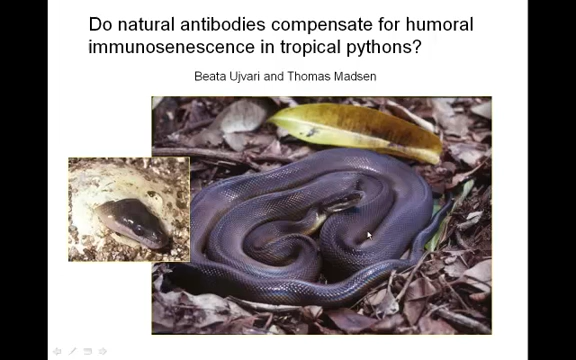 Do natural antibodies compensate for humoral
immunosenescence in tropical pythons?
Beata Ujvari and Thomas Madsen